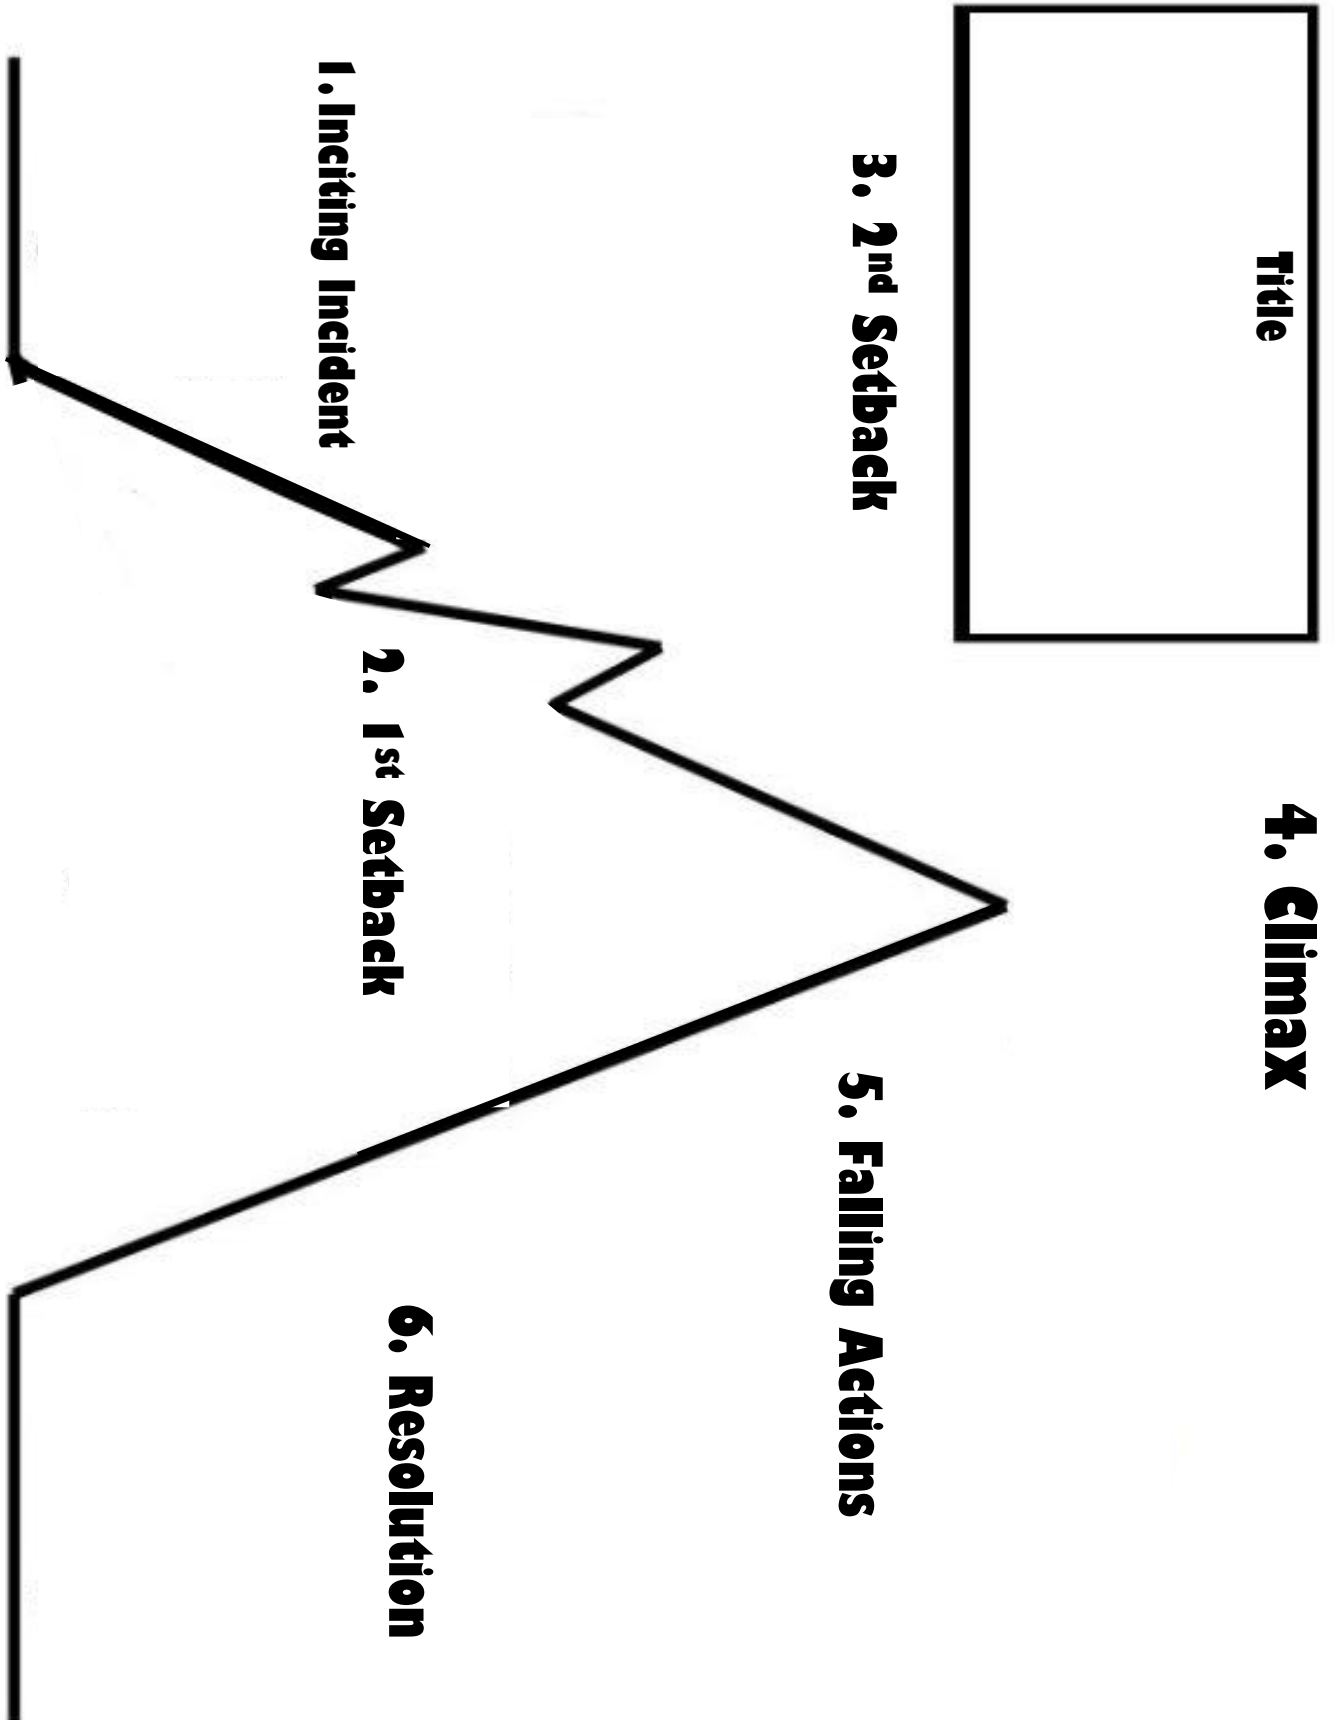 Title
1. Inciting Incident
2. 1st Setback
3. 2nd Setback
4. Climax
5. Falling Actions
6. Resolution